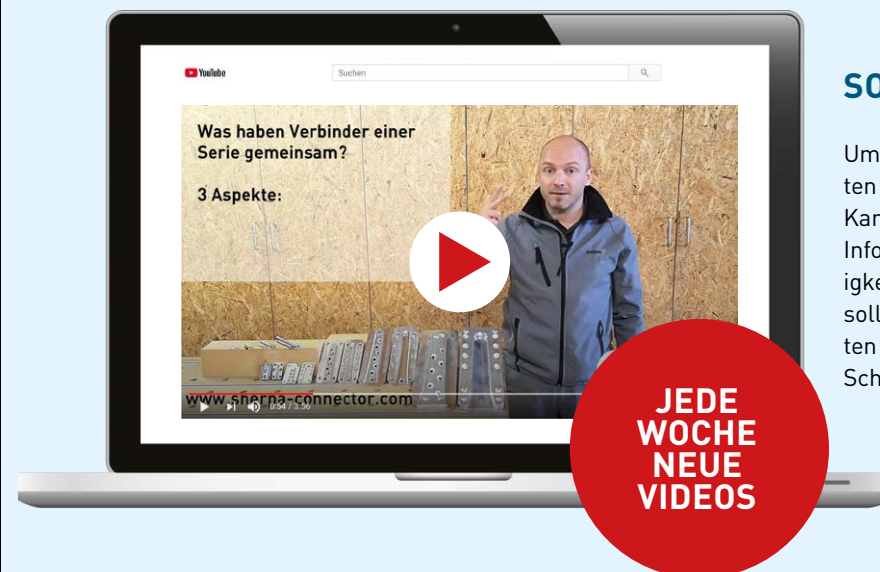 YouTube
Suchen
Was haben Verbinder einer
Serie gemeinsam?
3 Aspekte:
www.sherpa-connector.com
0:54 / 3:56
JEDE
WOCHE
NEUE
VIDEOS
SO
Um
ten
Kan
Info
igke
soll
ten
Sch